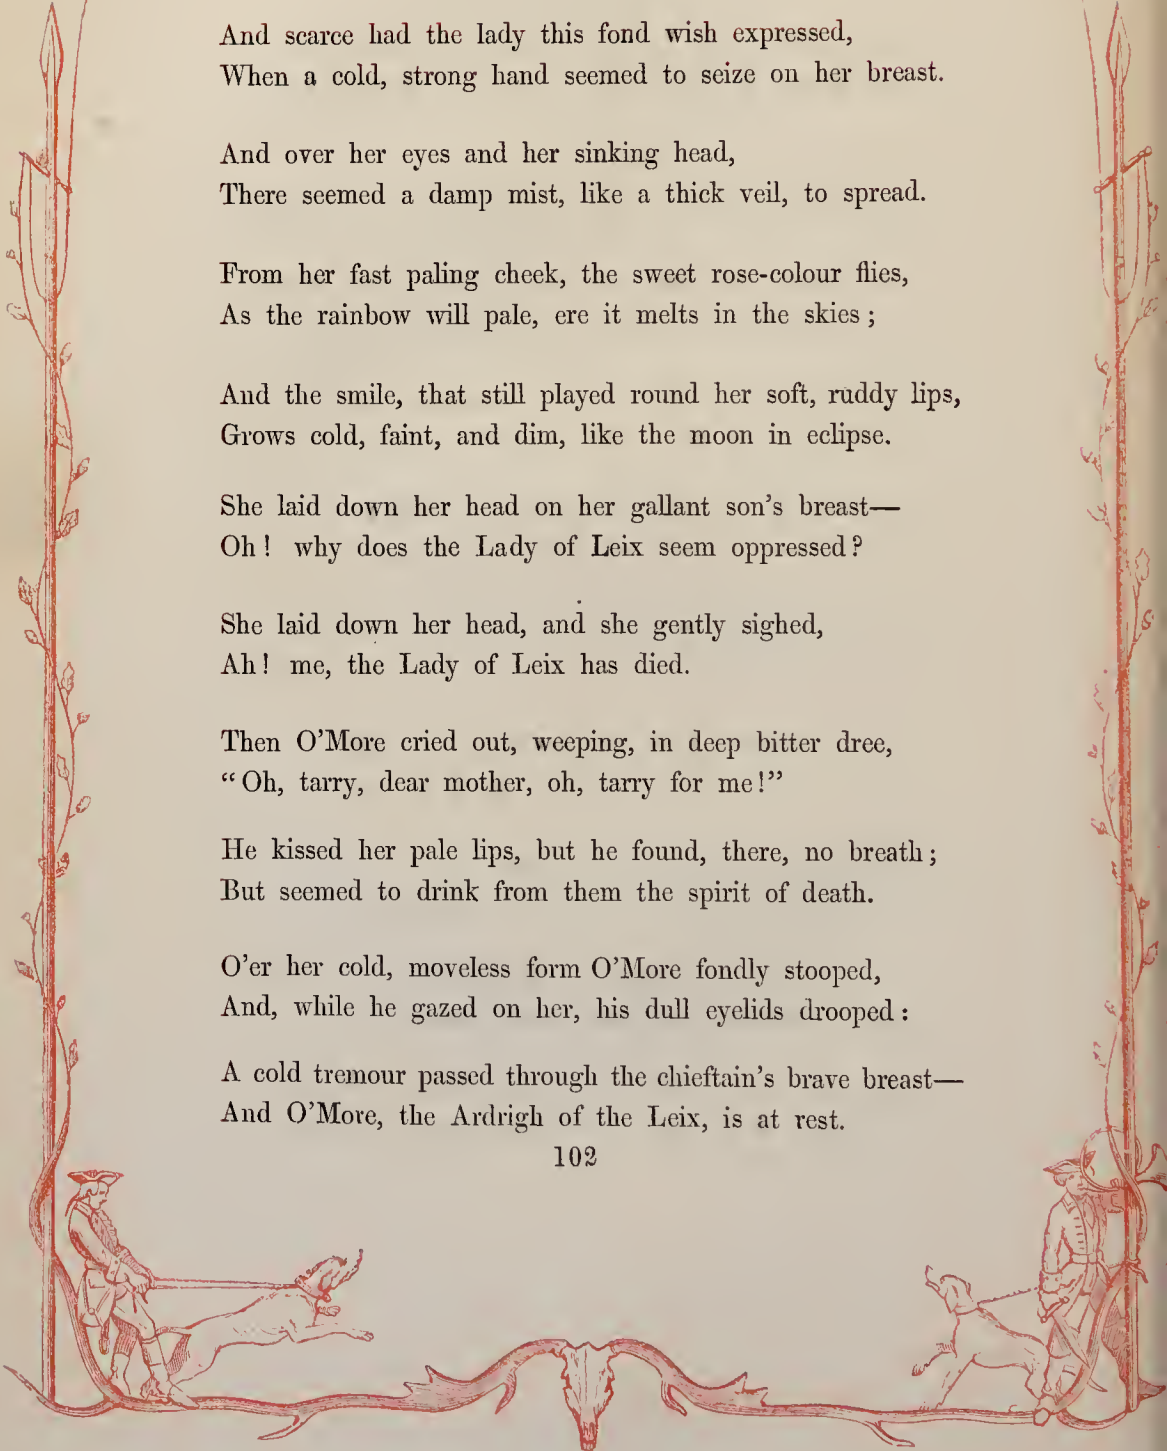 And scarce had the lady this fond wish expressed,
When a cold, strong hand seemed to seize on her breast.
And over her eyes and her sinking head,
There seemed a damp mist, like a thick veil, to spread.
From her fast paling cheek, the sweet rose-colour flies,
As the rainbow will pale, ere it melts in the skies;
And the smile, that still played round her soft, ruddy lips,
Grows cold, faint, and dim, like the moon in eclipse.
She laid down her head on her gallant son's breast—
Oh! why does the Lady of Leix seem oppressed?
She laid down her head, and she gently sighed,
Ah! me, the Lady of Leix has died.
Then O'More cried out, weeping, in deep bitter dree,
“Oh, tarry, dear mother, oh, tarry for me!”
He kissed her pale lips, but he found, there, no breath;
But seemed to drink from them the spirit of death.
O'er her cold, moveless form O'More fondly stooped,
And, while he gazed on her, his dull eyelids drooped:
A cold tremour passed through the chieftain's brave breast—
And O'More, the Ardrigh of the Leix, is at rest.
102